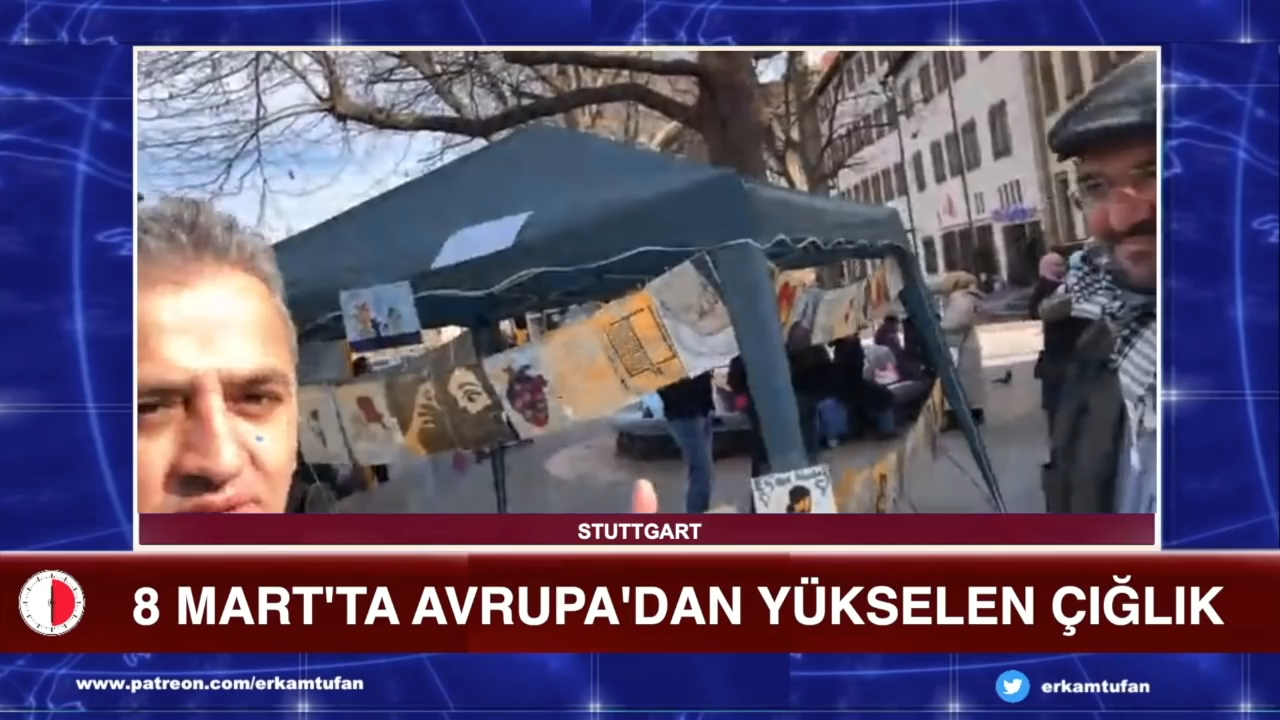 STUTTGART
8 MART'TA AVRUPA'DAN YÜKSELEN ÇIĞLIK
www.patreon.com/erkamtufan
erkamtufan